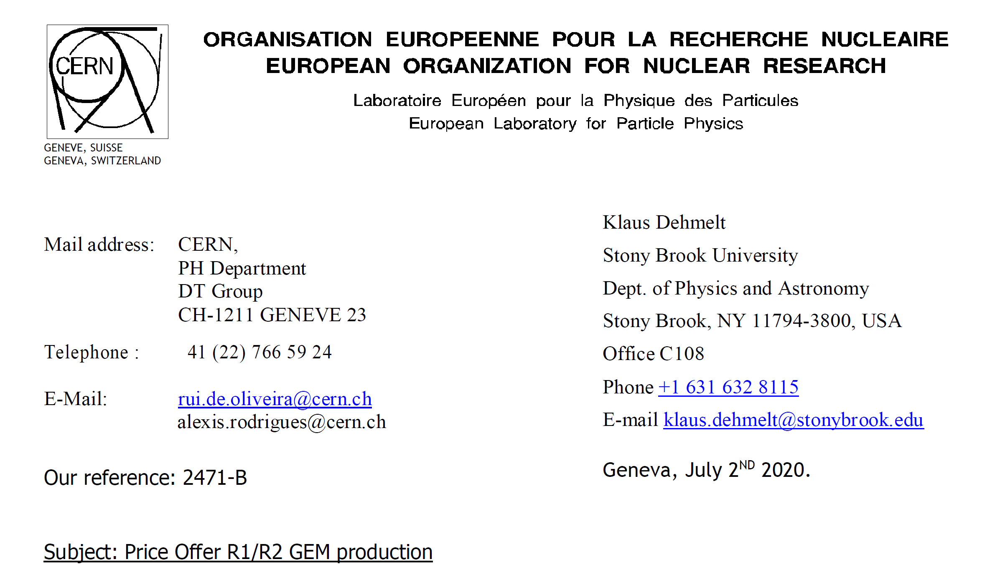 CERN
ORGANISATION EUROPEENNE POUR LA RECHERCHE NUCLEAIRE
EUROPEAN ORGANIZATION FOR NUCLEAR RESEARCH
Laboratoire Européen pour la Physique des Particules
European Laboratory for Particle Physics
GENEVE, SUISSE
GENEVA, SWITZERLAND
Mail address: CERN,
PH Department
DT Group
CH-1211 GENEVE 23
Telephone : 41 (22) 766 59 24
E-Mail: rui.de.oliveira@cern.ch
alexis.rodrigues@cern.ch
Our reference: 2471-B
Klaus Dehmelt
Stony Brook University
Dept. of Physics and Astronomy
Stony Brook, NY 11794-3800, USA
Office C108
Phone +1 631 632 8115
E-mail klaus.dehmelt@stonybrook.edu
Geneva, July 2ND 2020.
Subject: Price Offer R1/R2 GEM production